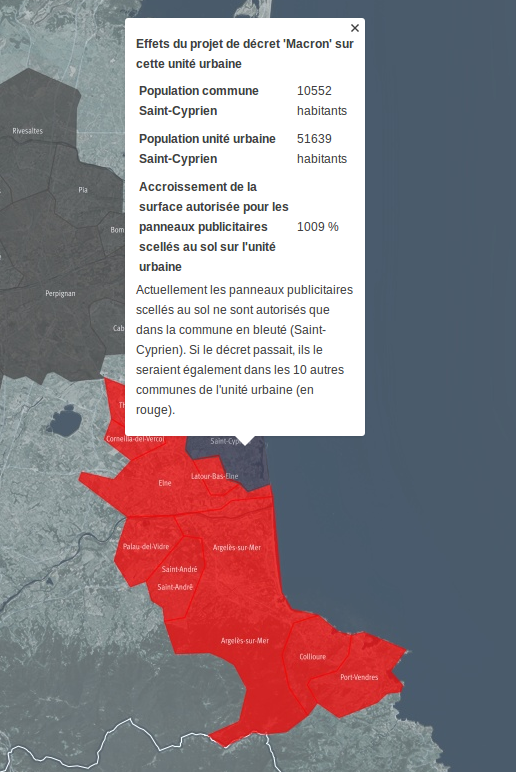 ×
Effets du projet de décret 'Macron' sur
cette unité urbaine
Population commune
Saint-Cyprien
10552
habitants
Population unité urbaine
Saint-Cyprien
51639
habitants
Accroissement de la
surface autorisée pour les
panneaux publicitaires
scellés au sol sur l'unité
urbaine
1009 %
Actuellement les panneaux publicitaires
scellés au sol ne sont autorisés que
dans la commune en bleuté (Saint-
Cyprien). Si le décret passait, ils le
seraient également dans les 10 autres
communes de l'unité urbaine (en
rouge).
Rivesaltes
Pia
Bom
Perpignan
Cab
Th
Corneilla-del-Vercol
Saint-Cyp
Elne
Latour-Bas-Elne
Palau-del-Vidre
Argelès-sur-Mer
Saint-André
Saint-André
Argelès-sur-Mer
Collioure
Port-Vendres